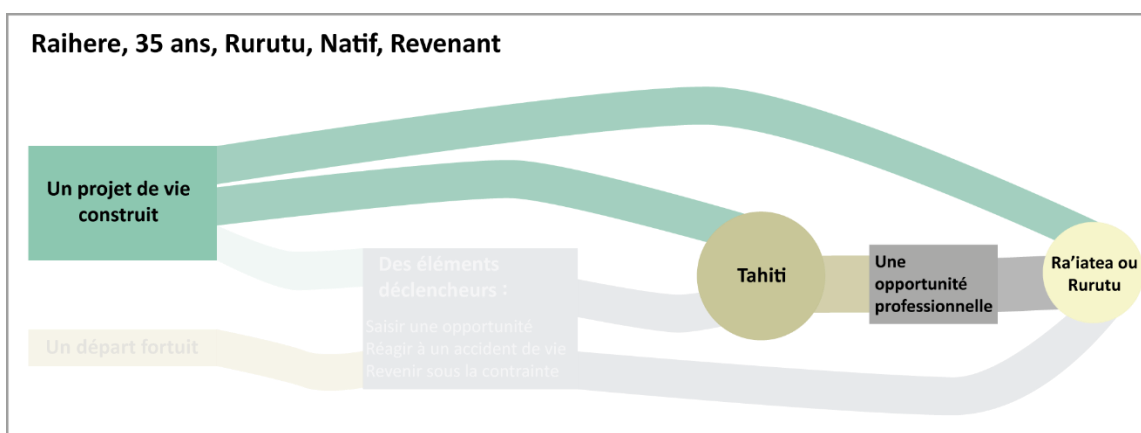 Raihere, 35 ans, Rurutu, Natif, Revenant
Un projet de vie
construit
Des éléments
déclencheurs :
Saisir une opportunité
Réagir à un accident de vie
Revenir sous la contrainte
Un départ fortuit
Tahiti
Une
opportunité
professionnelle
Ra'iatea ou
Rurutu